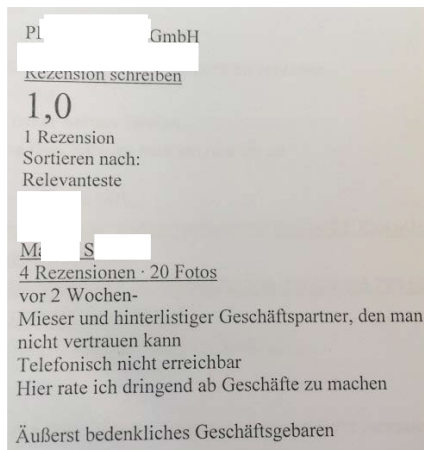 GmbH
Rezension schreiben
1,0
1 Rezension
Sortieren nach:
Relevanteste
4 Rezensionen · 20 Fotos
vor 2 Wochen-
Mieser und hinterlistiger Geschäftspartner, den man
nicht vertrauen kann
Telefonisch nicht erreichbar
Hier rate ich dringend ab Geschäfte zu machen
Äußerst bedenkliches Geschäftsgebaren